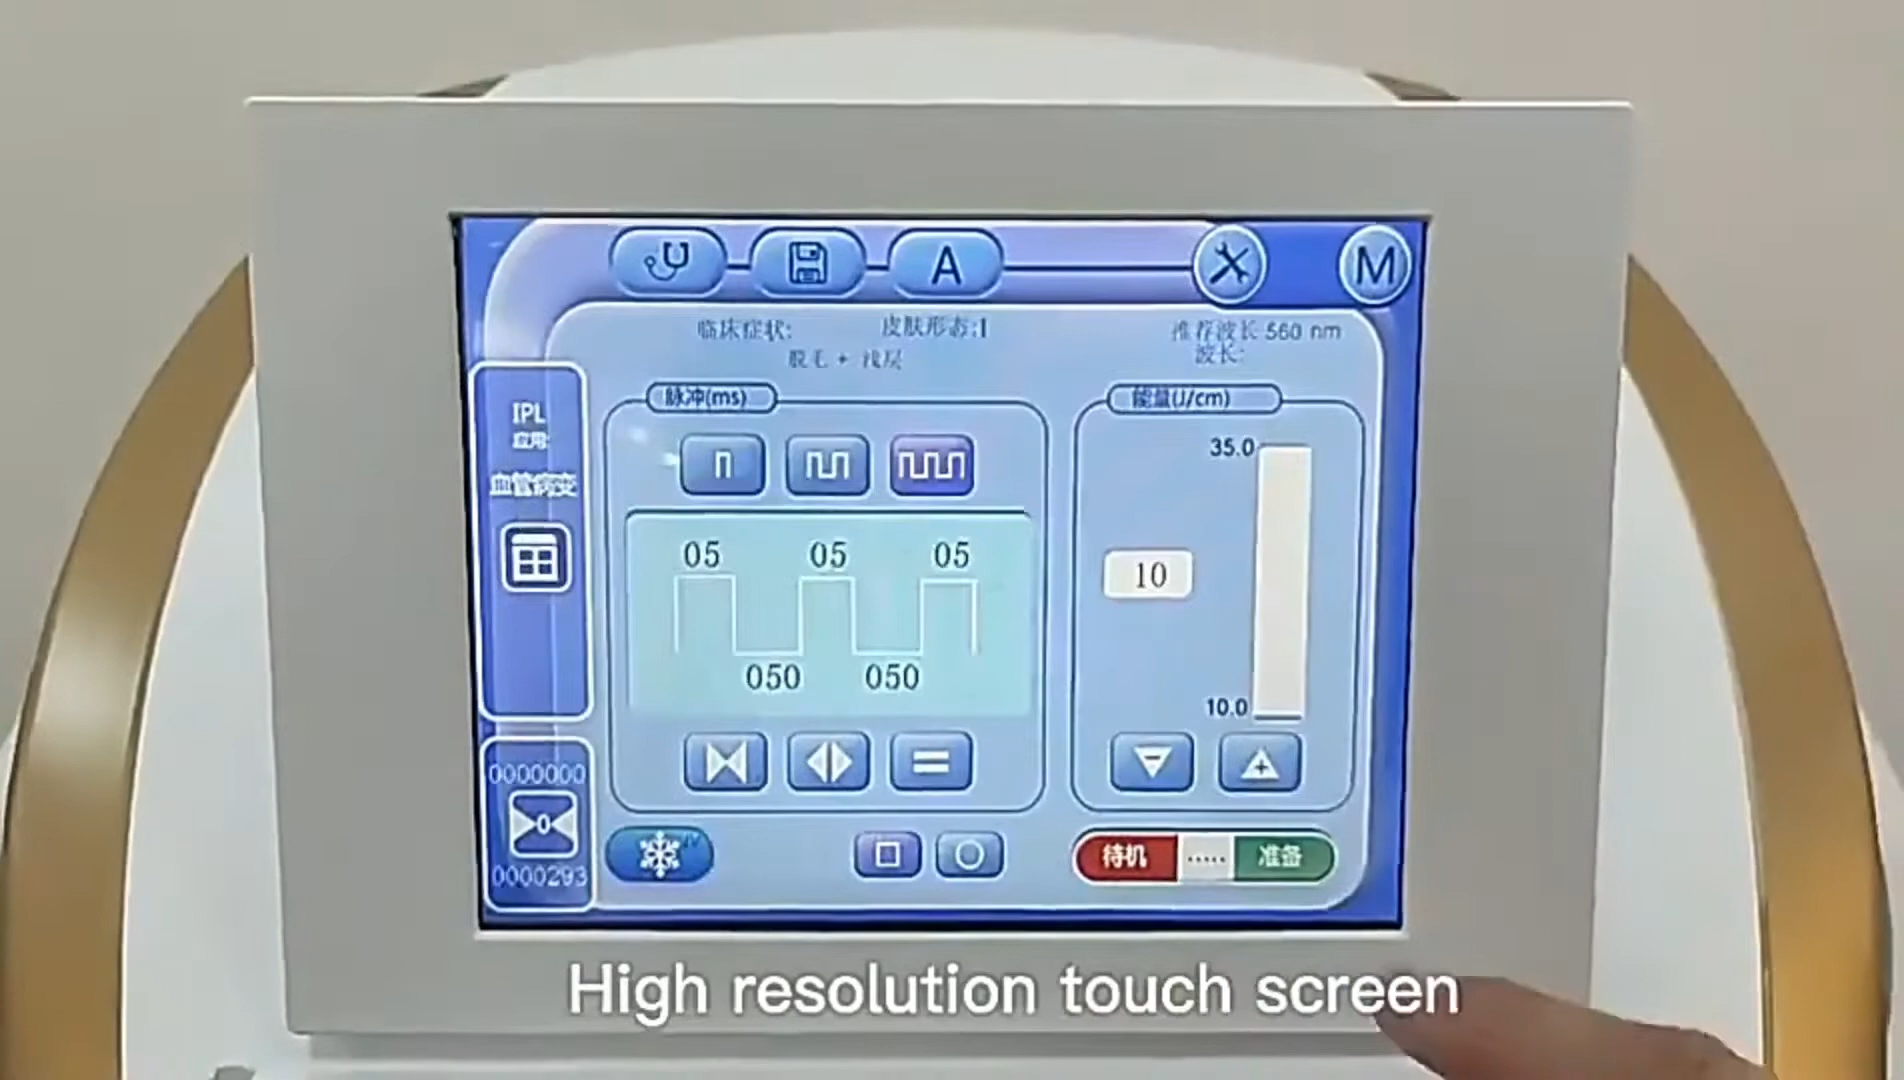 A
M
临床症状:
皮肤形态:I
推荐波长 560 nm
脱毛 + 浅层
波长:
IPL
应用:
血管病变
脉冲(ms)
能量(J/cm)
35.0
05 05 05
10
050 050
10.0
0000000
0
0000293
待机 ..... 准备
High resolution touch screen